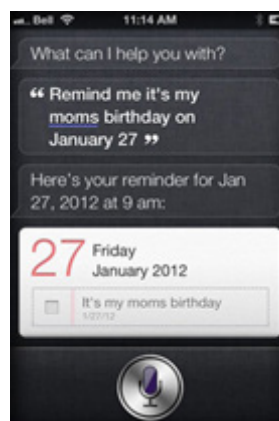 Bell 11:14 AM
What can I help you with?
“ Remind me it's my
moms birthday on
January 27 ”
Here's your reminder for Jan
27, 2012 at 9 am:
27 Friday
January 2012
It's my moms birthday
1/27/12